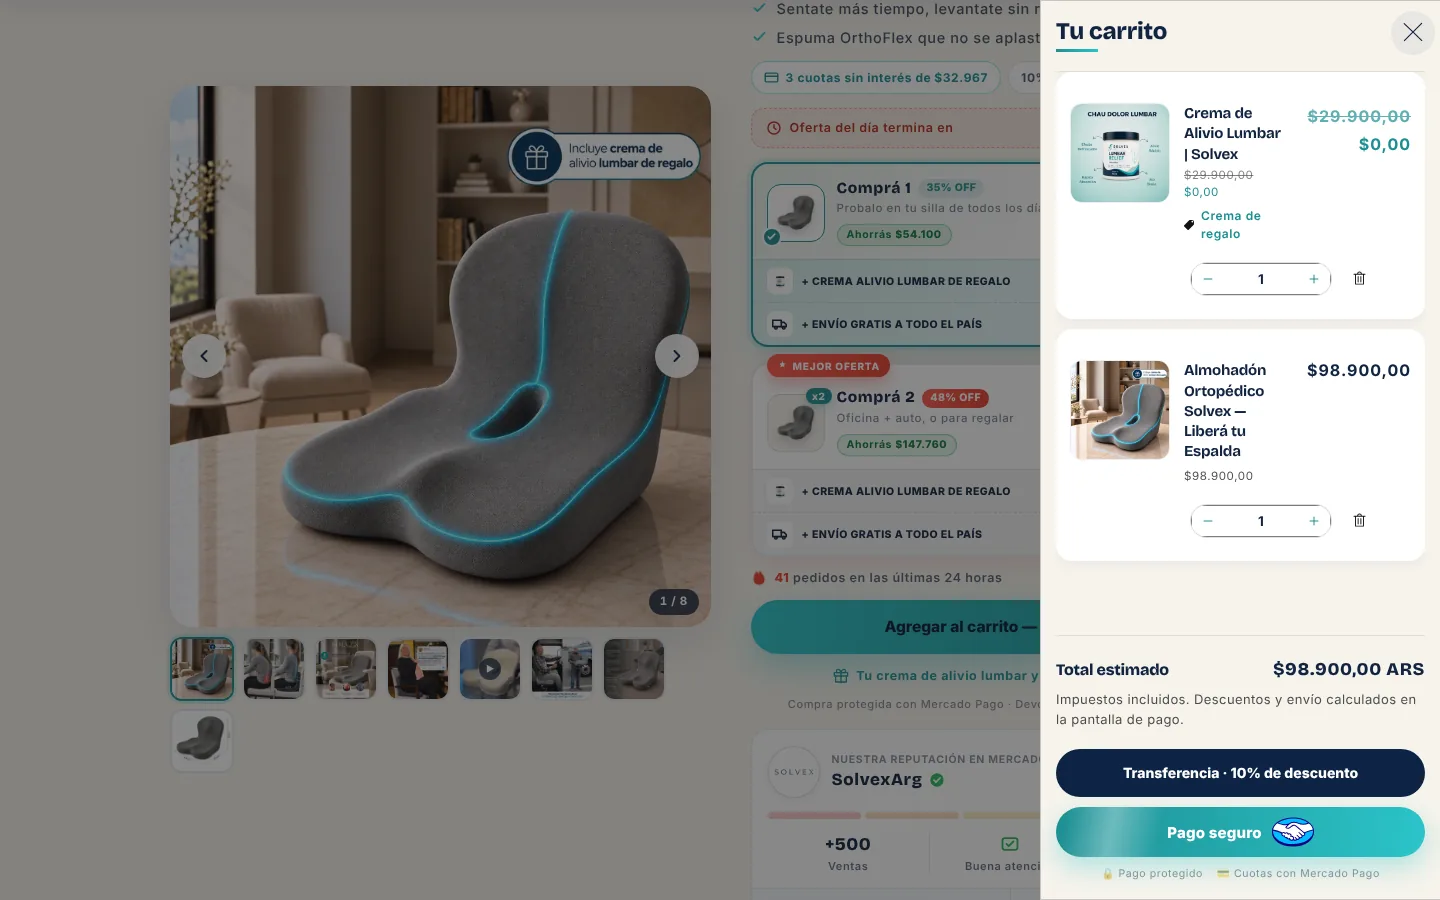 Sentate más tiempo, levantate sin
Espuma OrthoFlex que no se aplast
3 cuotas sin interés de $32.967
10%
Oferta del día termina en
Incluye crema de
alivio lumbar de regalo
Comprá 1
35% OFF
Probalo en tu silla de todos los día
Ahorrás $54.100
+ CREMA ALIVIO LUMBAR DE REGALO
+ ENVÍO GRATIS A TODO EL PAÍS
* MEJOR OFERTA
x2
Comprá 2
48% OFF
Oficina + auto, o para regalar
Ahorrás $147.760
+ CREMA ALIVIO LUMBAR DE REGALO
+ ENVÍO GRATIS A TODO EL PAÍS
1 / 8
41 pedidos en las últimas 24 horas
Agregar al carrito —
Tu crema de alivio lumbar y
Compra protegida con Mercado Pago · Devo
SOLVEX
NUESTRA REPUTACIÓN EN MERCADO
SolvexArg
+500
Ventas
Buena atenci
Tu carrito
CHAU DOLOR LUMBAR
SOLVEX
LUMBAR
RELIEF
Crema de
Alivio Lumbar
| Solvex
$29.900,00
$0,00
$29.900,00
$0,00
Crema de
regalo
− 1 +
Almohadón
Ortopédico
Solvex —
Liberá tu
Espalda
$98.900,00
$98.900,00
− 1 +
Total estimado
$98.900,00 ARS
Impuestos incluidos. Descuentos y envío calculados en
la pantalla de pago.
Transferencia · 10% de descuento
Pago seguro
Pago protegido
Cuotas con Mercado Pago